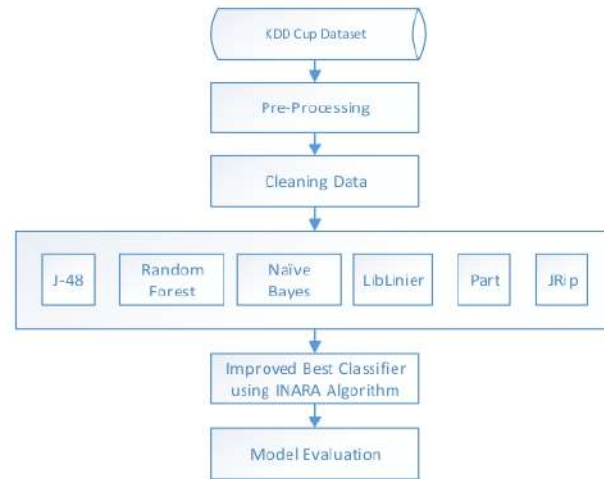 KDD Cup Dataset
Pre-Processing
Cleaning Data
J-48
Random
Forest
Naïve
Bayes
LibLinier
Part
JRip
Improved Best Classifier
using INARA Algorithm
Model Evaluation